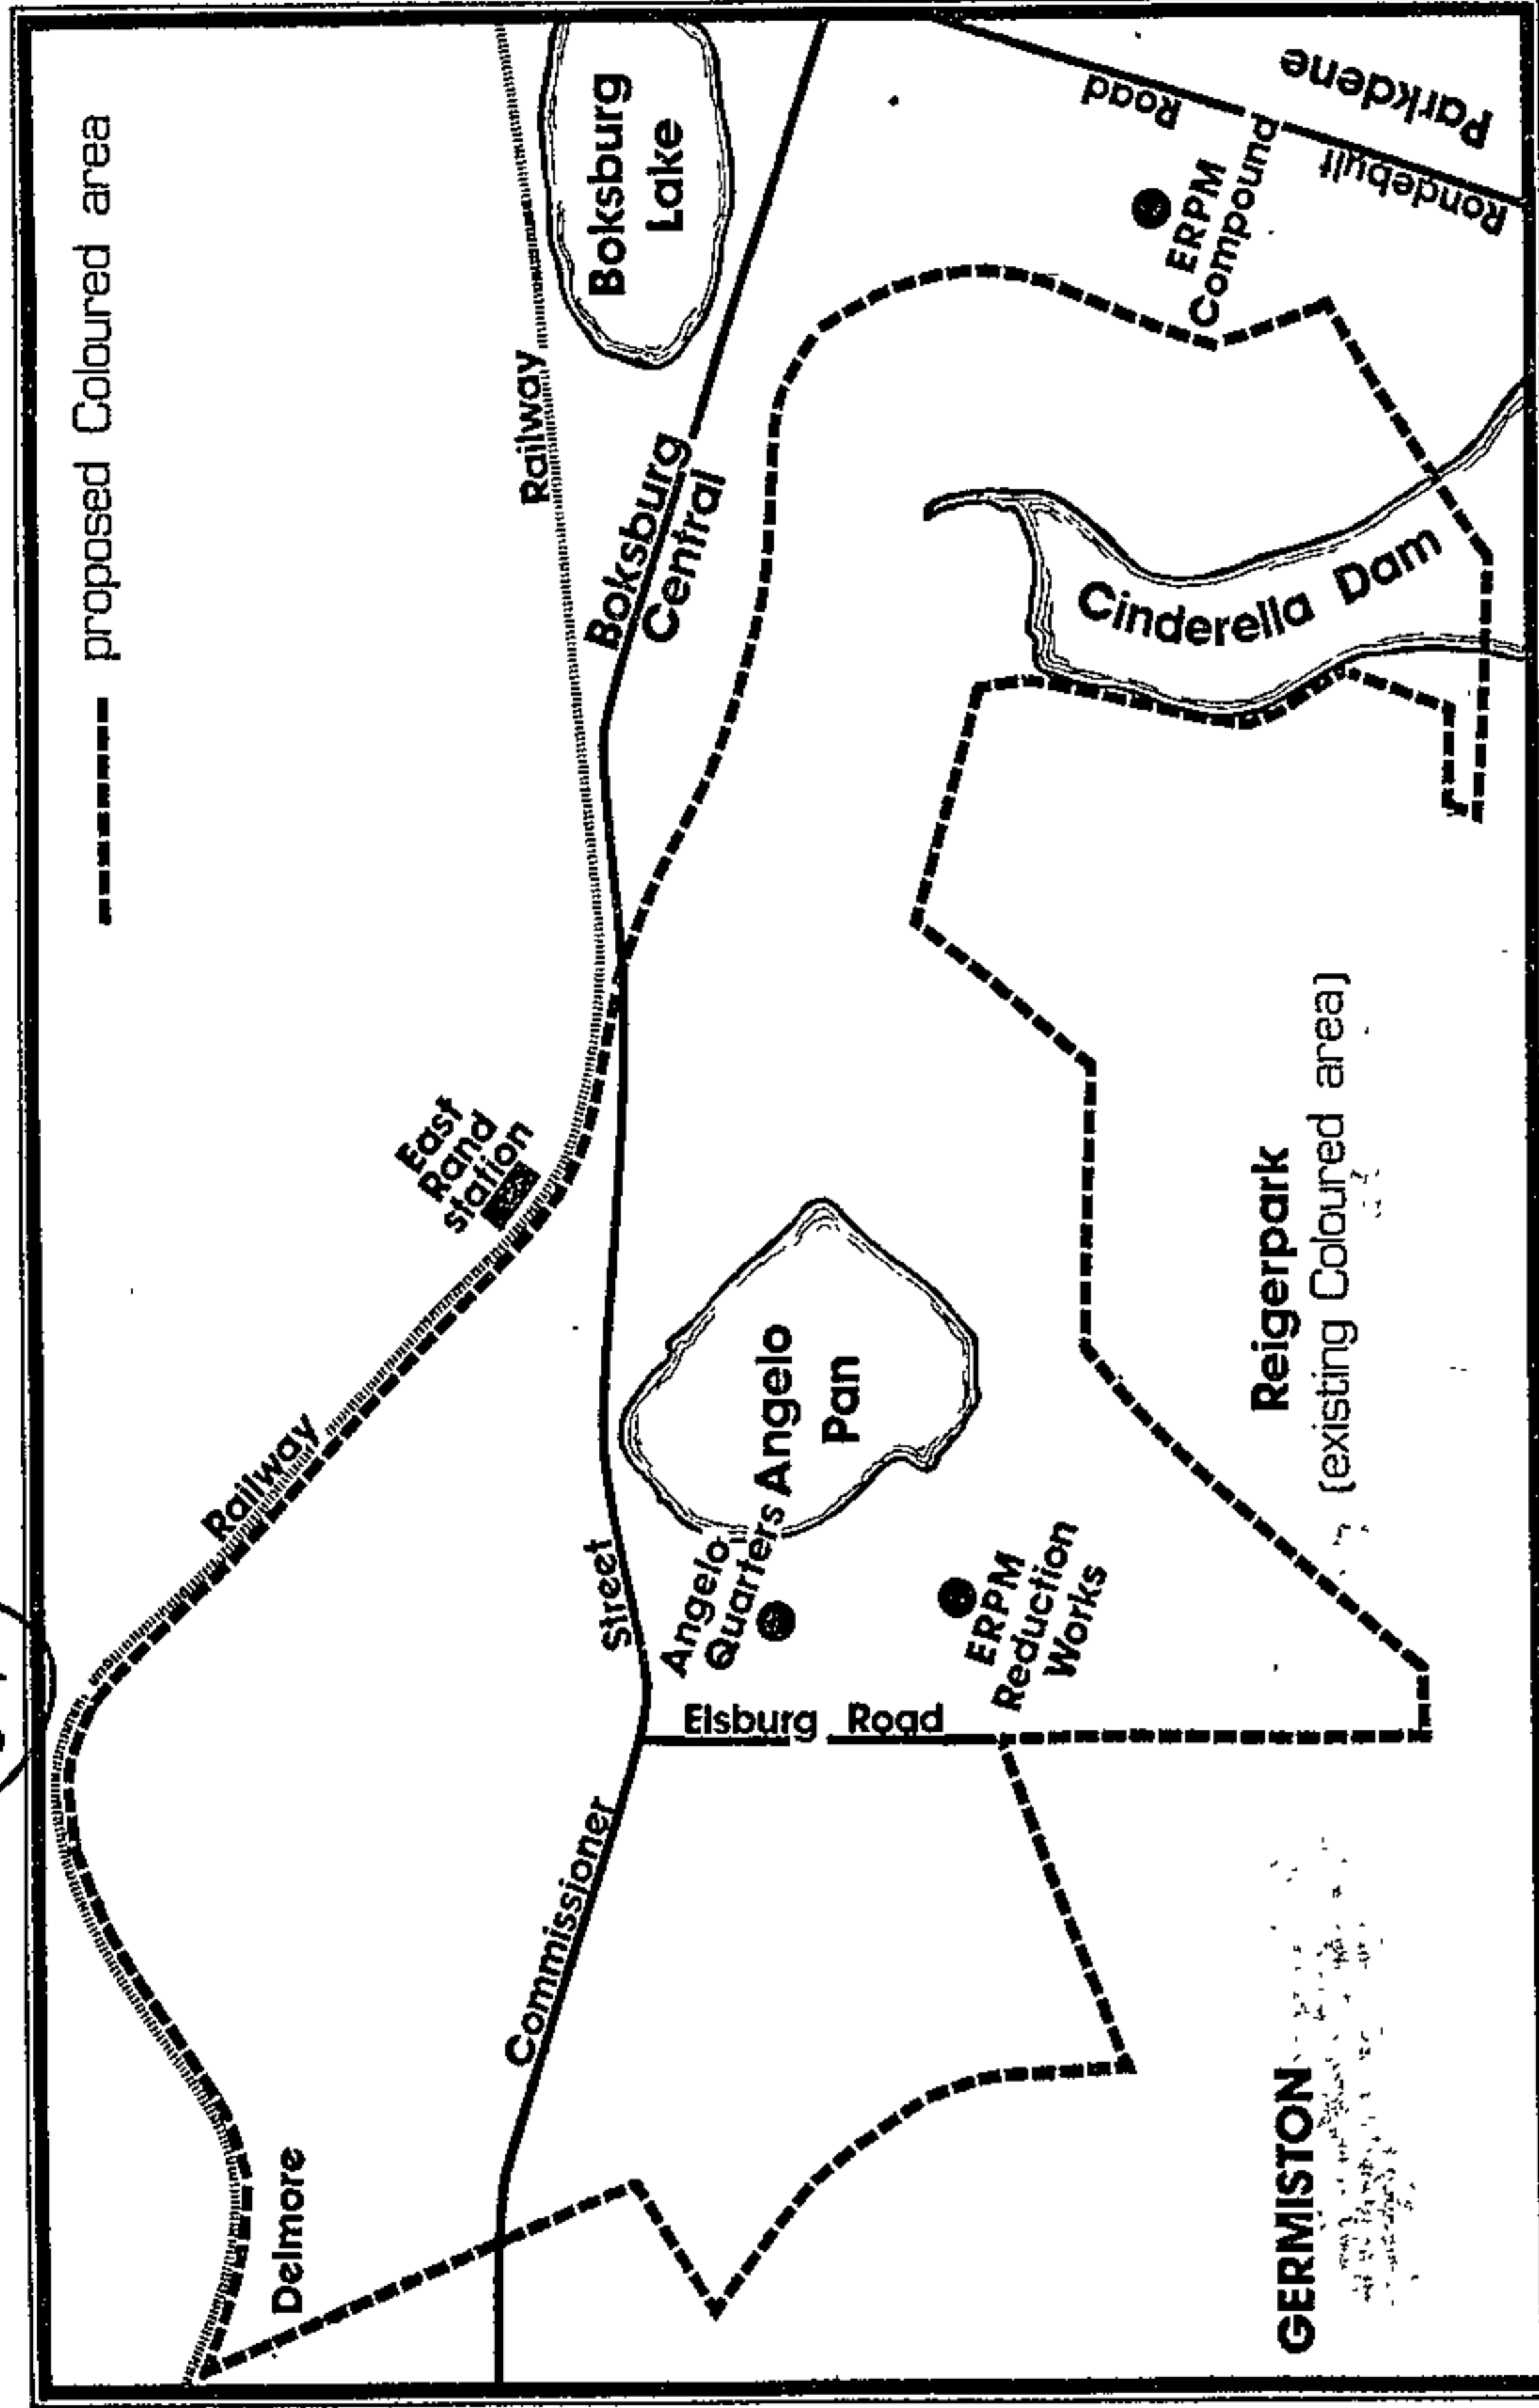 proposed Coloured area
Railway
Delmore
East
Rand
station
Railway
Boksburg
Lake
Commissioner
Street
Boksburg
Central
Elsburg Road
Angelo
Quarters
Angelo
Pan
ERPM
Reduction
Works
Cinderella Dam
ERPM
Compound
Rondebult
Road
Parkdene
GERMISTON
Reigerpark
(existing Coloured area)